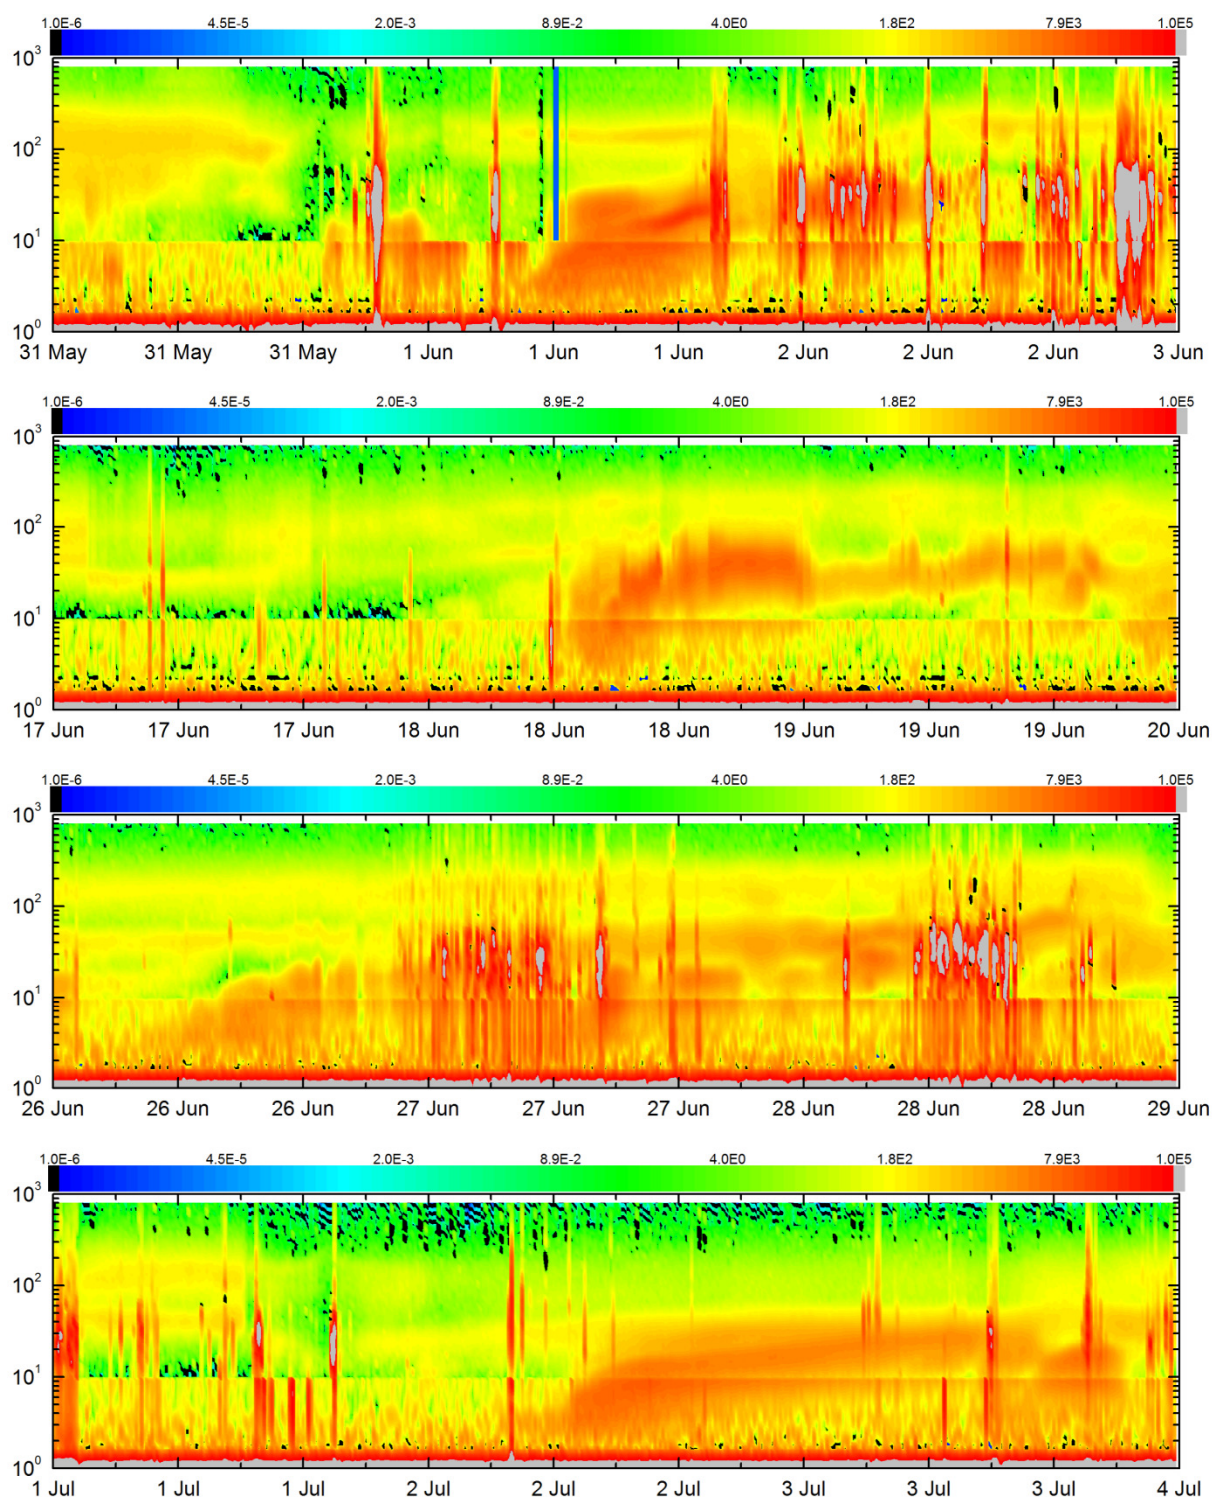 1.0E-6 4.5E-5 2.0E-3 8.9E-2 4.0E0 1.8E2 7.9E3 1.0E5
10³
10²
10¹
10⁰
31 May 31 May 31 May 1 Jun 1 Jun 1 Jun 2 Jun 2 Jun 2 Jun 3 Jun
1.0E-6 4.5E-5 2.0E-3 8.9E-2 4.0E0 1.8E2 7.9E3 1.0E5
10³
10²
10¹
10⁰
17 Jun 17 Jun 17 Jun 18 Jun 18 Jun 18 Jun 19 Jun 19 Jun 19 Jun 20 Jun
1.0E-6 4.5E-5 2.0E-3 8.9E-2 4.0E0 1.8E2 7.9E3 1.0E5
10³
10²
10¹
10⁰
26 Jun 26 Jun 26 Jun 27 Jun 27 Jun 27 Jun 28 Jun 28 Jun 28 Jun 29 Jun
1.0E-6 4.5E-5 2.0E-3 8.9E-2 4.0E0 1.8E2 7.9E3 1.0E5
10³
10²
10¹
10⁰
1 Jul 1 Jul 1 Jul 2 Jul 2 Jul 2 Jul 3 Jul 3 Jul 3 Jul 4 Jul